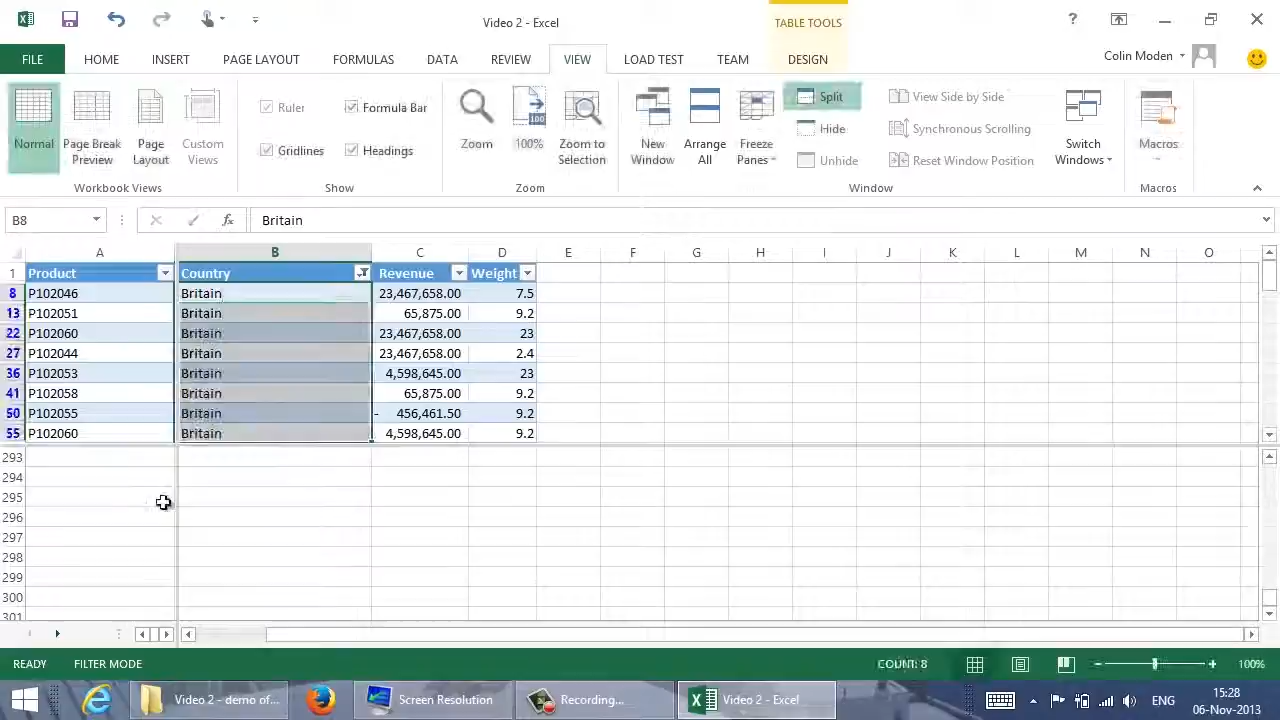 Video 2 - Excel
TABLE TOOLS
?
FILE HOME INSERT PAGE LAYOUT FORMULAS DATA REVIEW VIEW LOAD TEST TEAM DESIGN Colin Moden
Normal Page Break Preview Page Layout Custom Views
Ruler Formula Bar
Gridlines Headings
Zoom 100% Zoom to Selection
100
New Window Arrange All Freeze Panes
Split
Hide
Unhide
View Side by Side
Synchronous Scrolling
Reset Window Position
Switch Windows Macros
Workbook Views Show Zoom Window Macros
B8 fx Britain
A B C D E F G H I J K L M N O
1 Product Country Revenue Weight
8 P102046 Britain 23,467,658.00 7.5
13 P102051 Britain 65,875.00 9.2
22 P102060 Britain 23,467,658.00 23
27 P102044 Britain 23,467,658.00 2.4
36 P102053 Britain 4,598,645.00 23
41 P102058 Britain 65,875.00 9.2
50 P102055 Britain - 456,461.50 9.2
55 P102060 Britain 4,598,645.00 9.2
293
294
295
296
297
298
299
300
301
READY FILTER MODE COUNT: 8 100%
Video 2 - demo of... Screen Resolution Recording... Video 2 - Excel ENG 15:28
06-Nov-2013